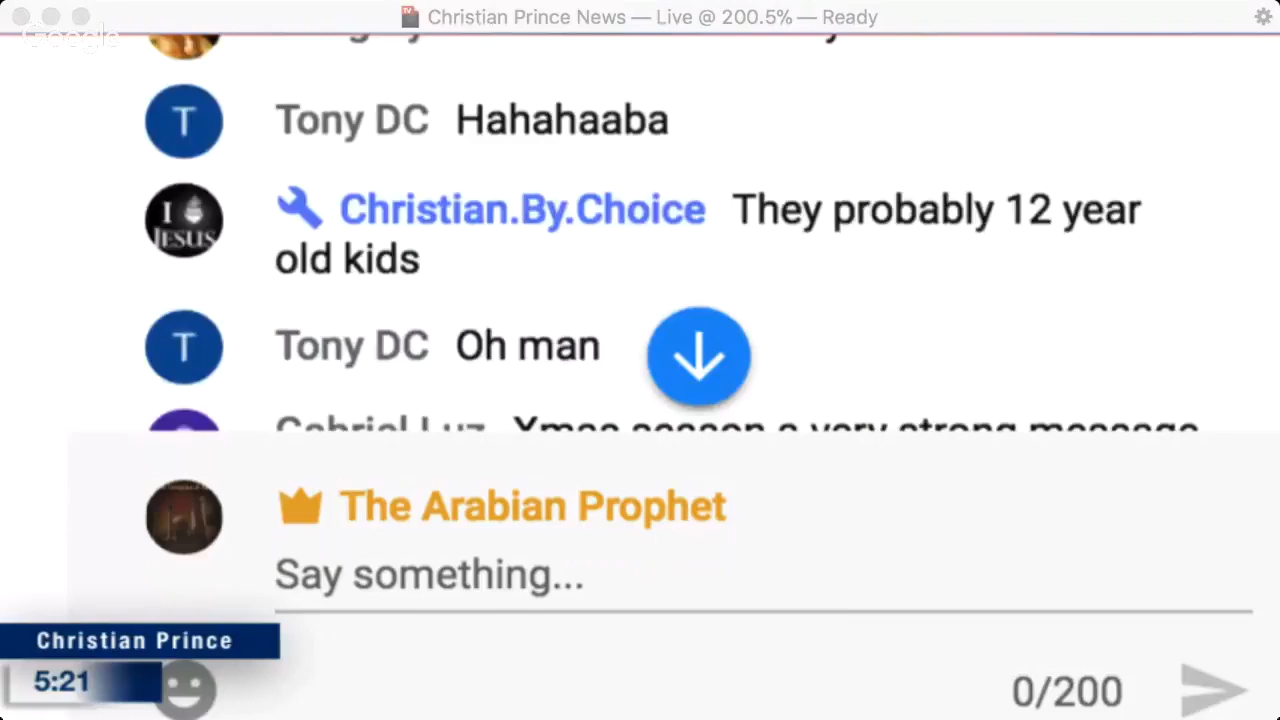 Christian Prince News — Live @ 200.5% — Ready
Google
Tony DC Hahahaaba
I
JESUS
Christian.By.Choice They probably 12 year
old kids
Tony DC Oh man
Gabriel Luz Xmas season a very strong message
The Arabian Prophet
Say something...
Christian Prince
5:21
0/200